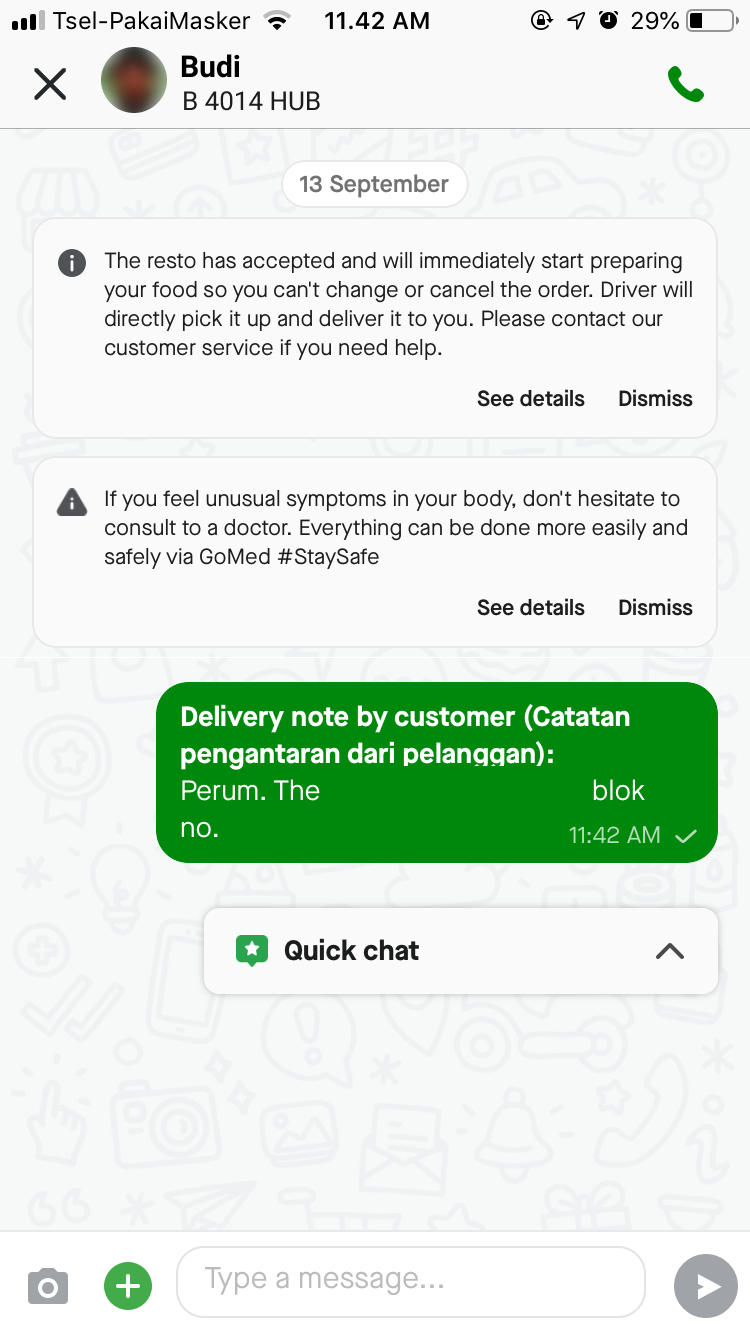 Tsel-PakaiMasker 11.42 AM 29%
Budi
B 4014 HUB
13 September
The resto has accepted and will immediately start preparing
your food so you can't change or cancel the order. Driver will
directly pick it up and deliver it to you. Please contact our
customer service if you need help.
See details Dismiss
If you feel unusual symptoms in your body, don't hesitate to
consult to a doctor. Everything can be done more easily and
safely via GoMed #StaySafe
See details Dismiss
Delivery note by customer (Catatan
pengantaran dari pelanggan):
Perum. The blok
no.
11:42 AM
Quick chat
Type a message...